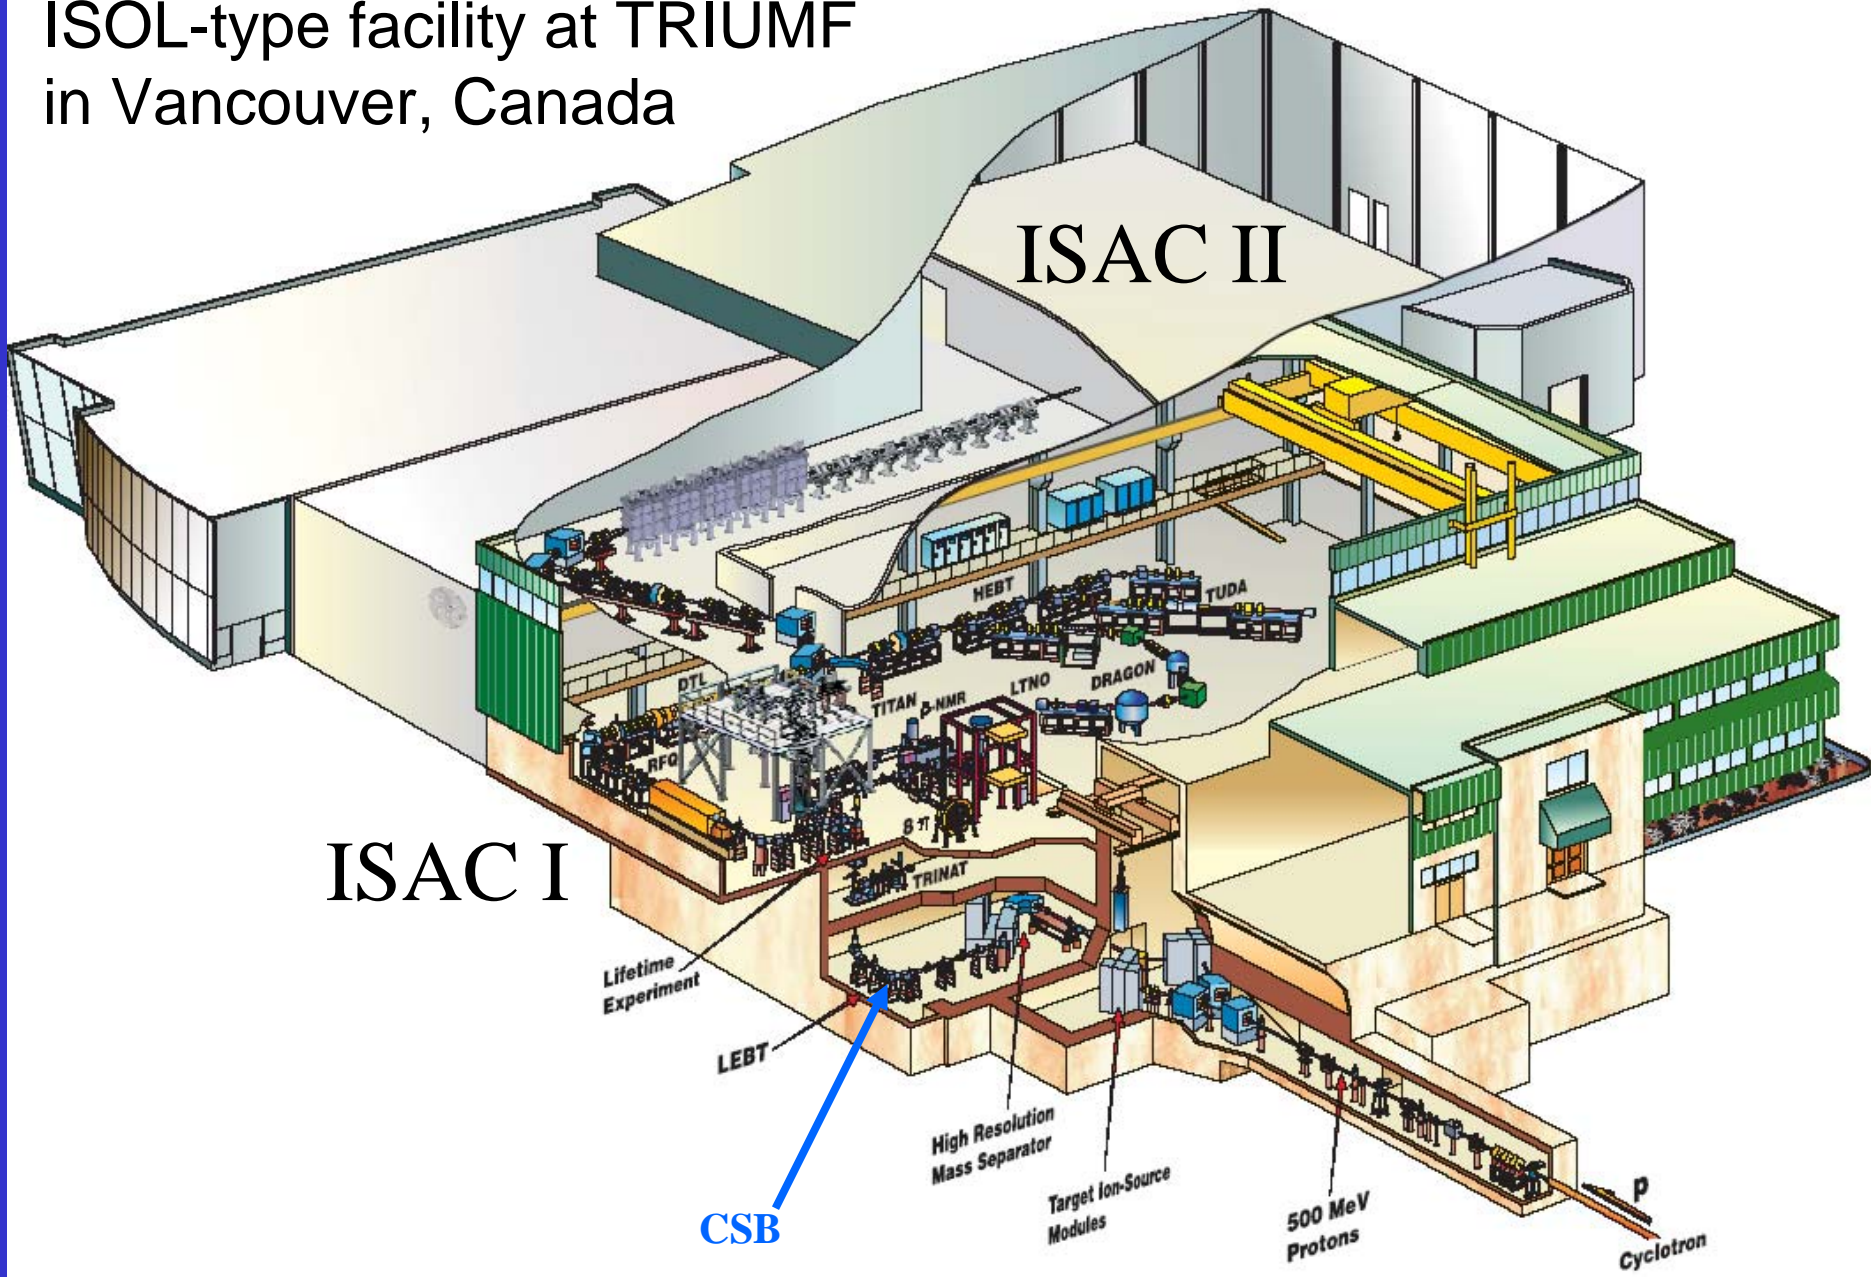 ISOL-type facility at TRIUMF
in Vancouver, Canada
ISAC II
HEBT
TUDA
DTL
TITAN
β-NMR
LTNO
DRAGON
RFQ
8π
ISAC I
TRINAT
Lifetime
Experiment
LEBT
High Resolution
Mass Separator
Target Ion-Source
Modules
500 MeV
Protons
P
Cyclotron
CSB